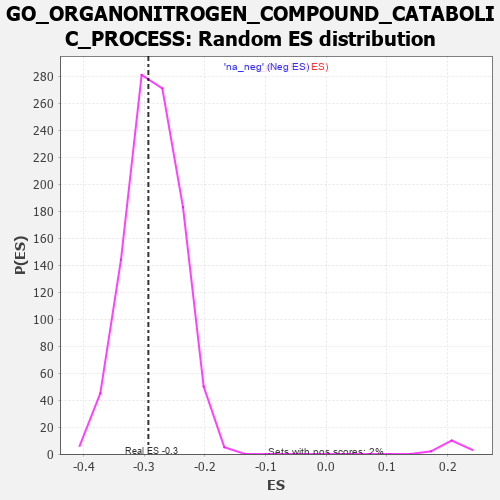 GO_ORGANONITROGEN_COMPOUND_CATABOLI
C_PROCESS: Random ES distribution
'na_neg' (Neg ES) ES)
280
260
240
220
200
180
160
140
120
100
80
60
40
20
0
P(ES)
Real ES -0.3
Sets with pos scores: 2%
-0.4 -0.3 -0.2 -0.1 0.0 0.1 0.2
ES